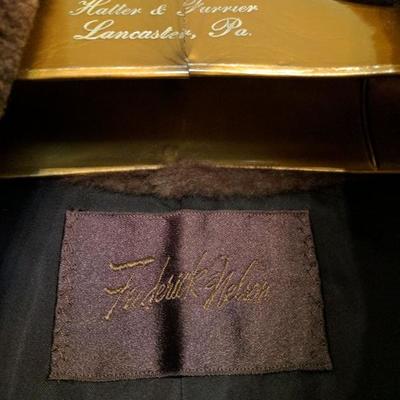 Hatter & Furrier
Lancaster, Pa.
Frederick & Nelson